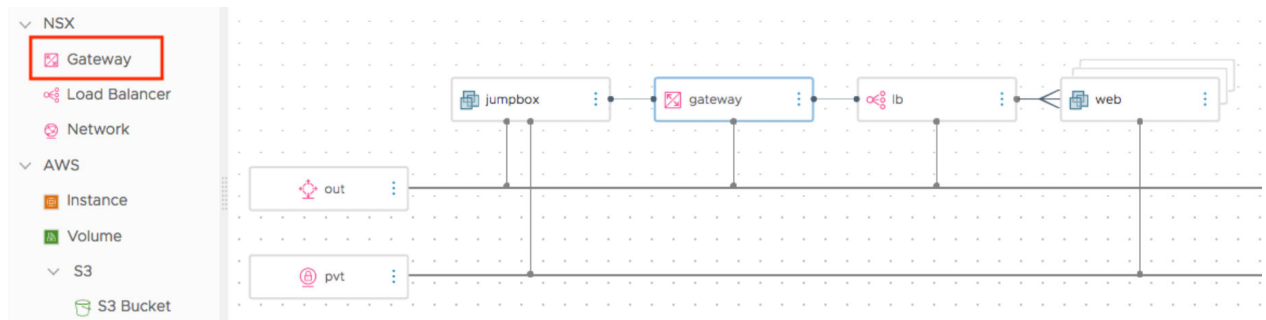 NSX
Gateway
Load Balancer
Network
AWS
Instance
Volume
S3
S3 Bucket
jumpbox
gateway
lb
web
out
pvt